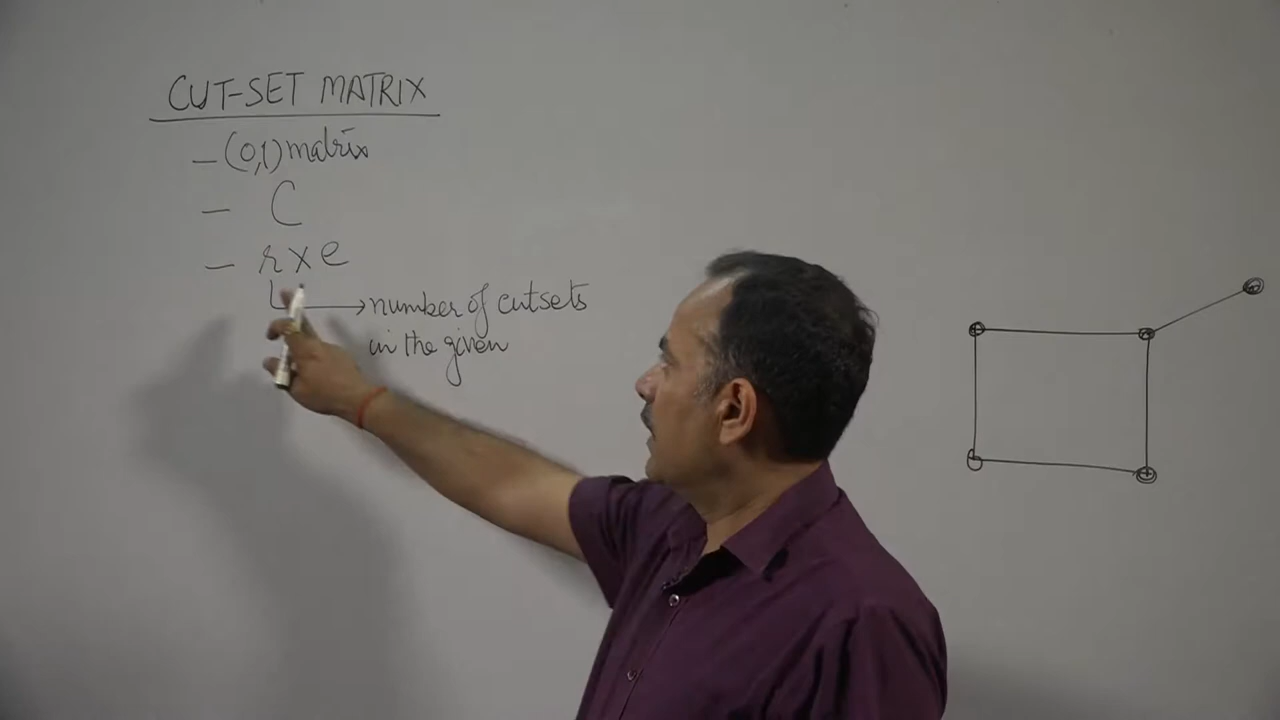 CUT-SET MATRIX
- (0,1) matrix
- C
- r x e
number of cutsets
in the given